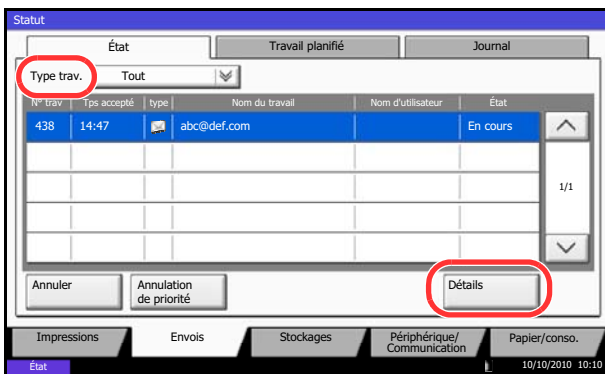 Statut
État Travail planifié Journal
Type trav. Tout
N° trav Tps accepté type Nom du travail Nom d'utilisateur État
438 14:47 abc@def.com En cours
1/1
Annuler Annulation de priorité Détails
Impressions Envois Stockages Périphérique/ Communication Papier/conso.
État 10/10/2010 10:10